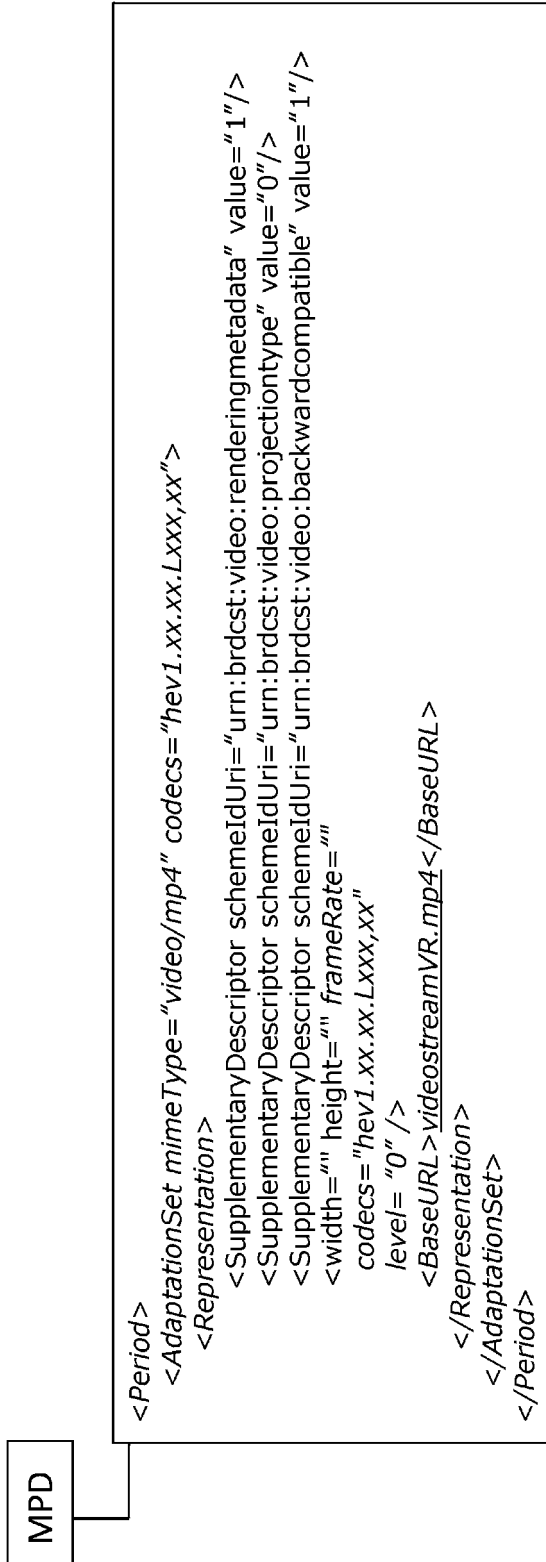 MPD
<Period>
<AdaptationSet mimeType=“video/mp4” codecs=“hev1.xx.xx.Lxxx,xx”>
<Representation>
<SupplementaryDescriptor schemeIdUri=“urn:brdcst:video:renderingmetadata” value=“1”/>
<SupplementaryDescriptor schemeIdUri=“urn:brdcst:video:projectiontype” value=“0”/>
<SupplementaryDescriptor schemeIdUri=“urn:brdcst:video:backwardcompatible” value=“1”/>
<width=“” height=“” frameRate=“”
codecs="hev1.xx.xx.Lxxx,xx"
level= “0” />
<BaseURL>videostreamVR.mp4</BaseURL>
</Representation>
</AdaptationSet>
</Period>